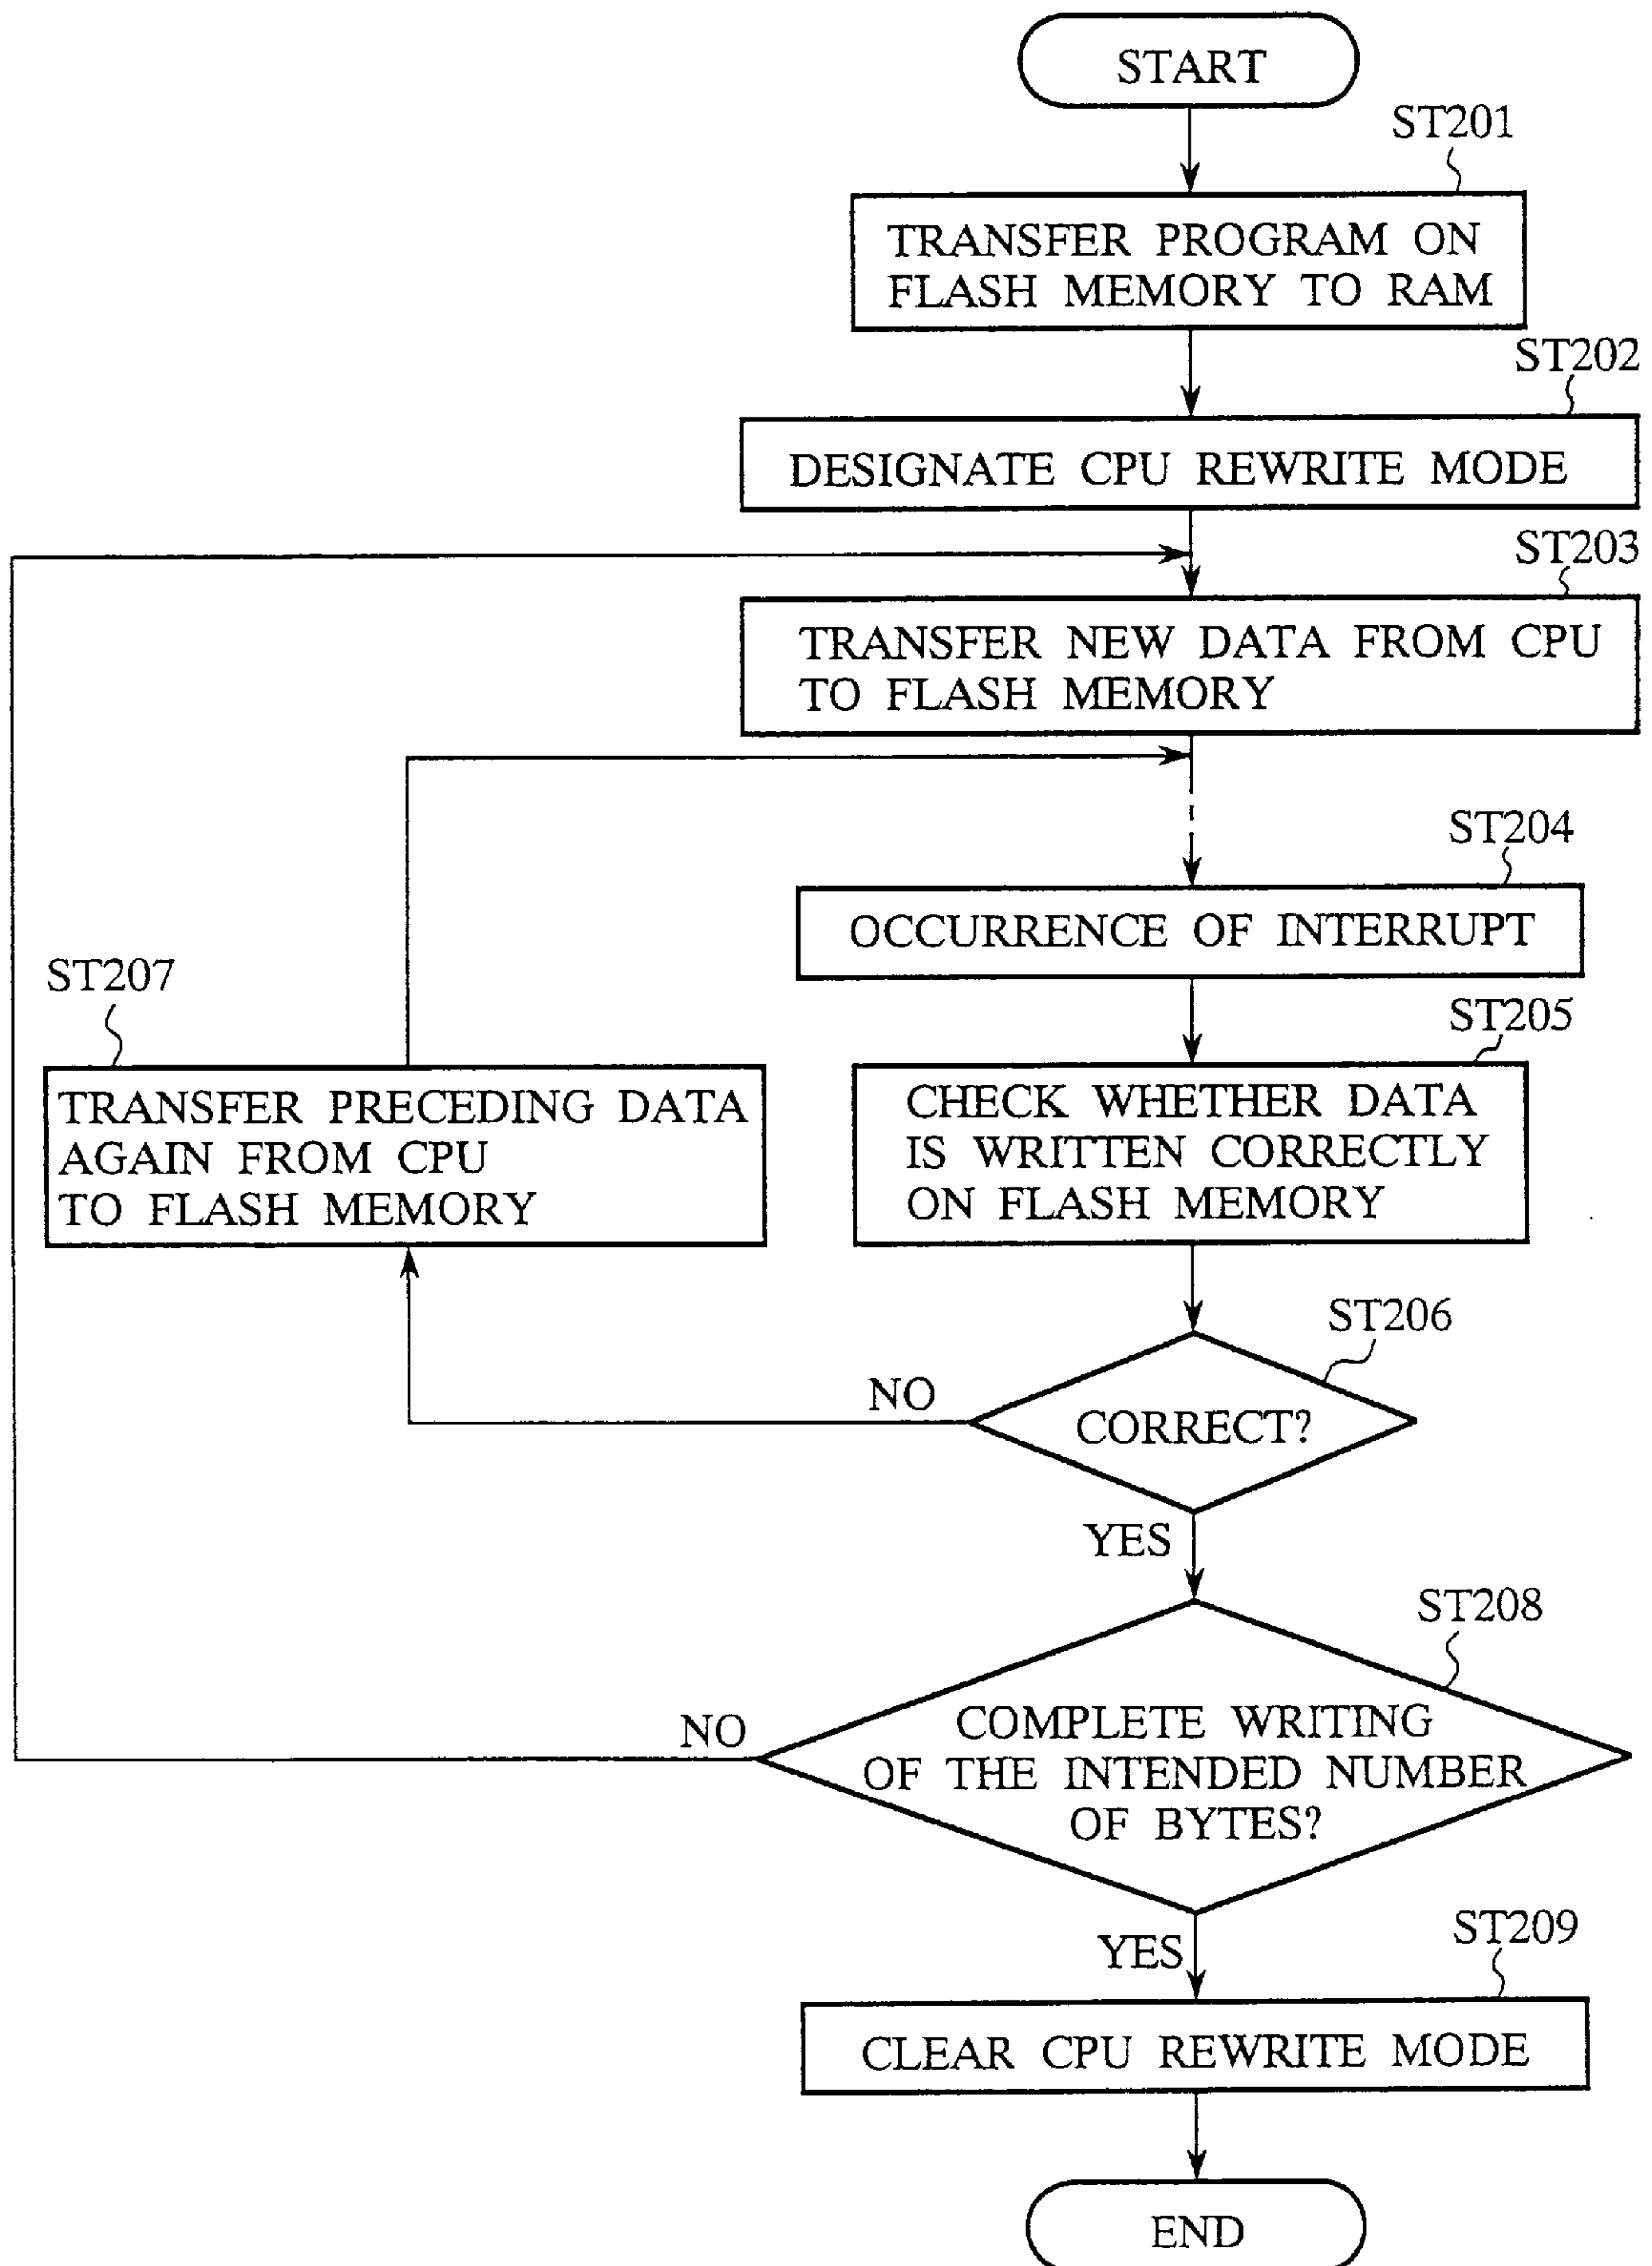 START
ST201
TRANSFER PROGRAM ON
FLASH MEMORY TO RAM
ST202
DESIGNATE CPU REWRITE MODE
ST203
TRANSFER NEW DATA FROM CPU
TO FLASH MEMORY
ST204
OCCURRENCE OF INTERRUPT
ST207
TRANSFER PRECEDING DATA
AGAIN FROM CPU
TO FLASH MEMORY
ST205
CHECK WHETHER DATA
IS WRITTEN CORRECTLY
ON FLASH MEMORY
ST206
NO
CORRECT?
YES
ST208
NO
COMPLETE WRITING
OF THE INTENDED NUMBER
OF BYTES?
YES
ST209
CLEAR CPU REWRITE MODE
END